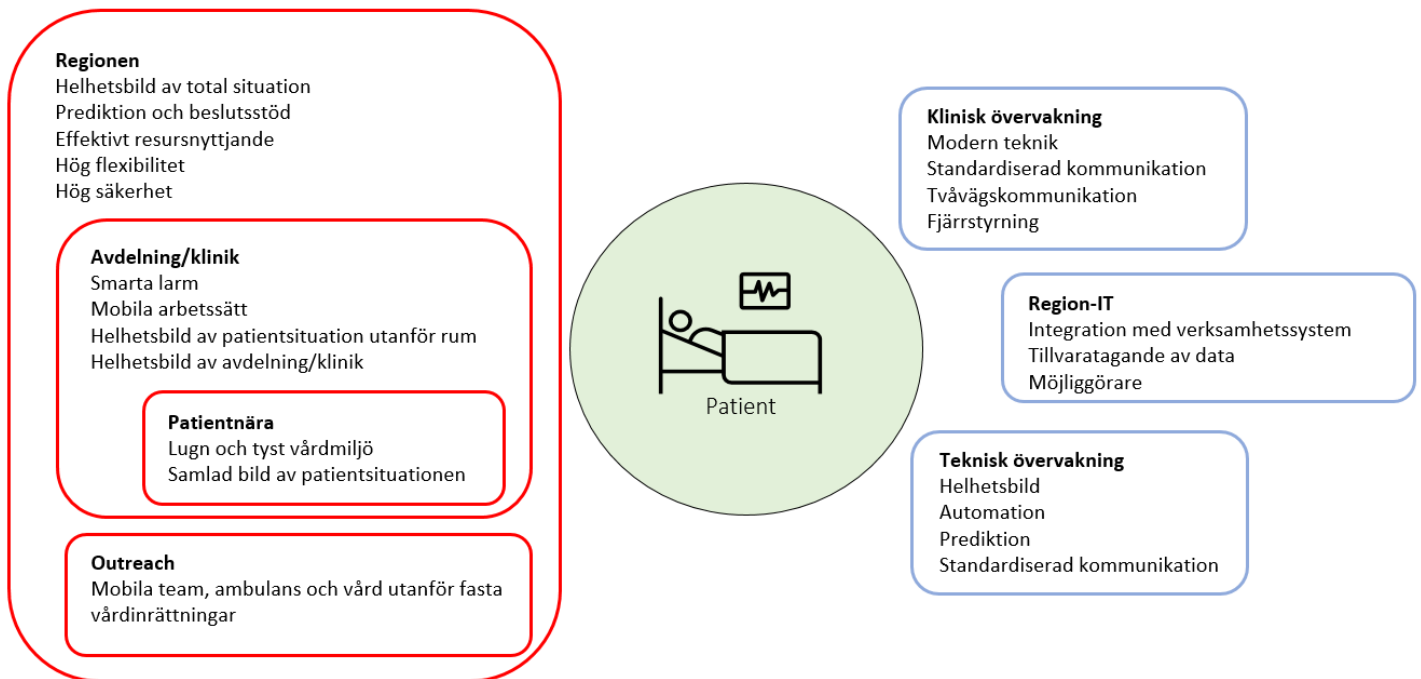 Regionen
Helhetsbild av total situation
Prediktion och beslutsstöd
Effektivt resursnyttjande
Hög flexibilitet
Hög säkerhet
Avdelning/klinik
Smarta larm
Mobila arbetssätt
Helhetsbild av patientsituation utanför rum
Helhetsbild av avdelning/klinik
Patientnära
Lugn och tyst vårdmiljö
Samlad bild av patientsituationen
Outreach
Mobila team, ambulans och vård utanför fasta
vårdinrättningar
Patient
Klinisk övervakning
Modern teknik
Standardiserad kommunikation
Tvåvägskommunikation
Fjärrstyrning
Region-IT
Integration med verksamhetssystem
Tillvaratagande av data
Möjliggörare
Teknisk övervakning
Helhetsbild
Automation
Prediktion
Standardiserad kommunikation